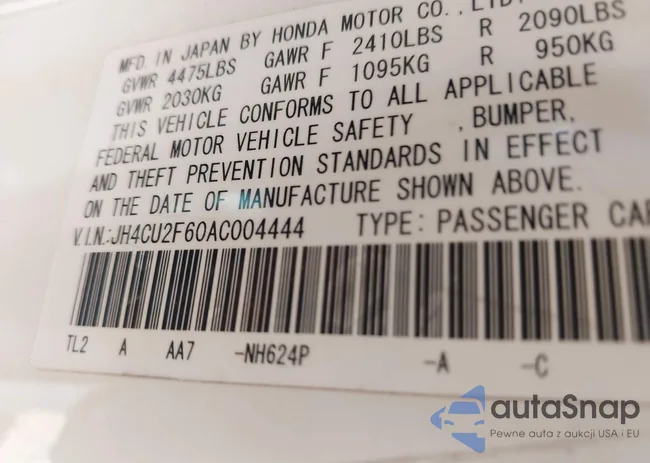 MFD. IN JAPAN BY HONDA MOTOR CO., LTD.
GVWR 4475LBS GAWR F 2410LBS R 2090LBS
GVWR 2030KG GAWR F 1095KG R 950KG
THIS VEHICLE CONFORMS TO ALL APPLICABLE
FEDERAL MOTOR VEHICLE SAFETY , BUMPER,
AND THEFT PREVENTION STANDARDS IN EFFECT
ON THE DATE OF MANUFACTURE SHOWN ABOVE.
V.I.N.:JH4CU2F60AC004444 TYPE: PASSENGER CAR
TL2 A AA7 -NH624P -A -C
autaSnap
Pewne auta z aukcji USA i EU